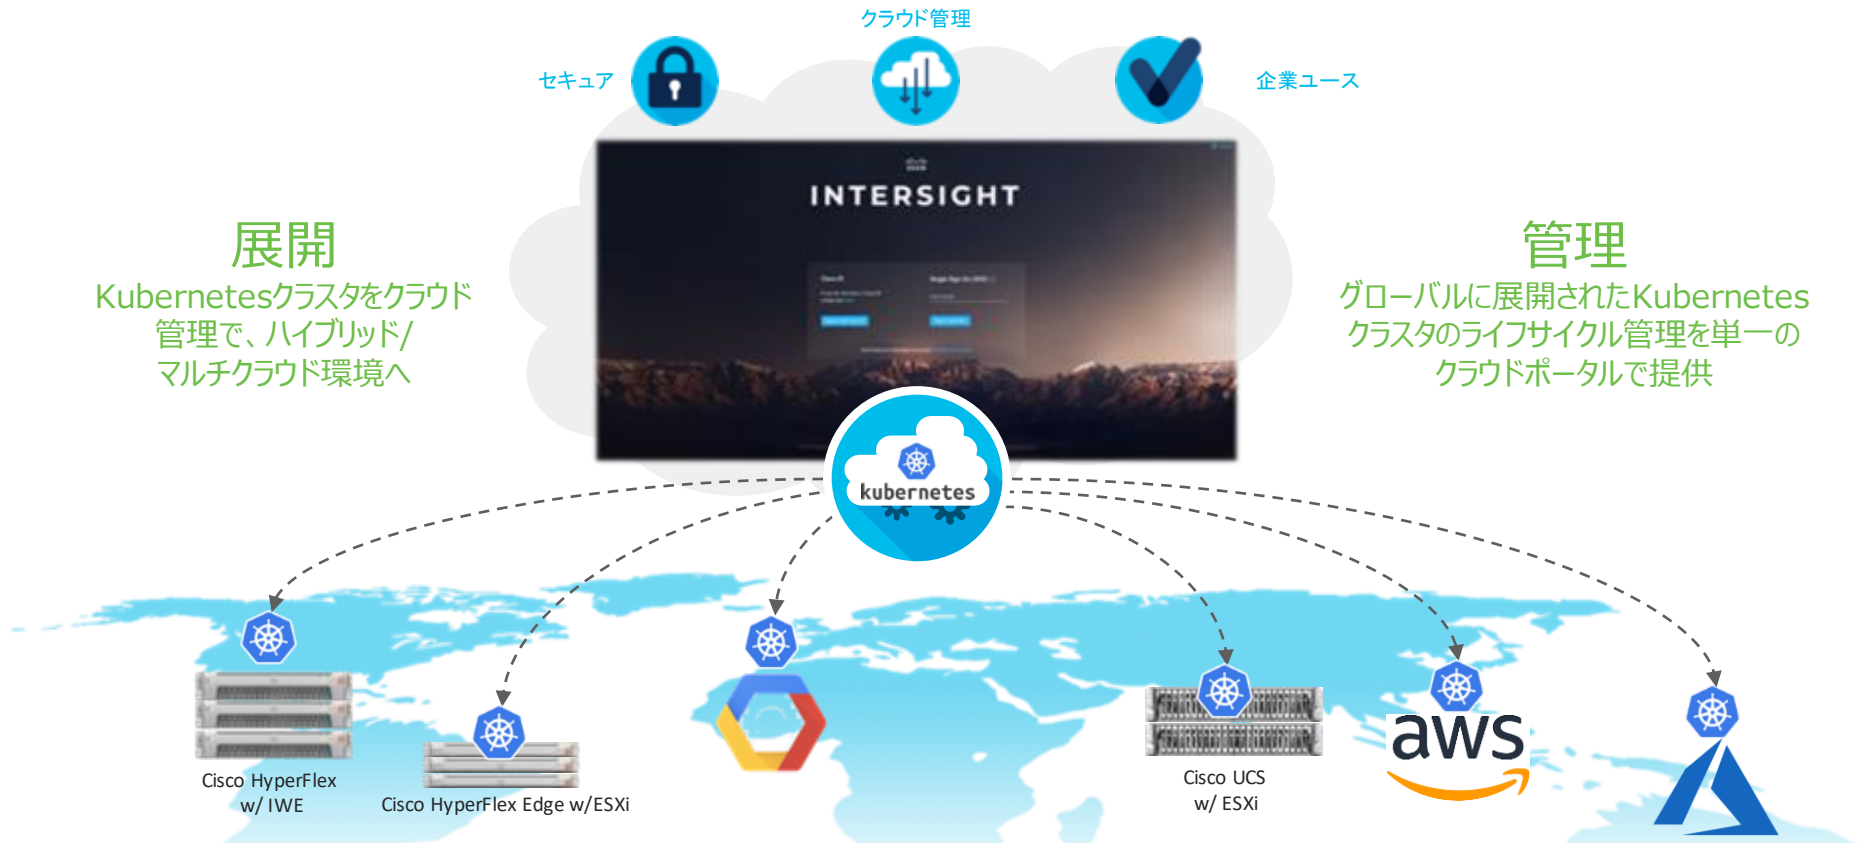 クラウド管理
セキュア
企業ユース
INTERSIGHT
展開
Kubernetesクラスタをクラウド
管理で、ハイブリッド/
マルチクラウド環境へ
管理
グローバルに展開されたKubernetes
クラスタのライフサイクル管理を単一の
クラウドポータルで提供
kubernetes
Cisco HyperFlex
w/ IWE
Cisco HyperFlex Edge w/ESXi
Cisco UCS
w/ ESXi
aws